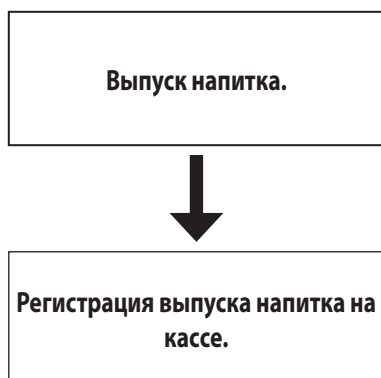 Выпуск напитка.
Регистрация выпуска напитка на
кассе.